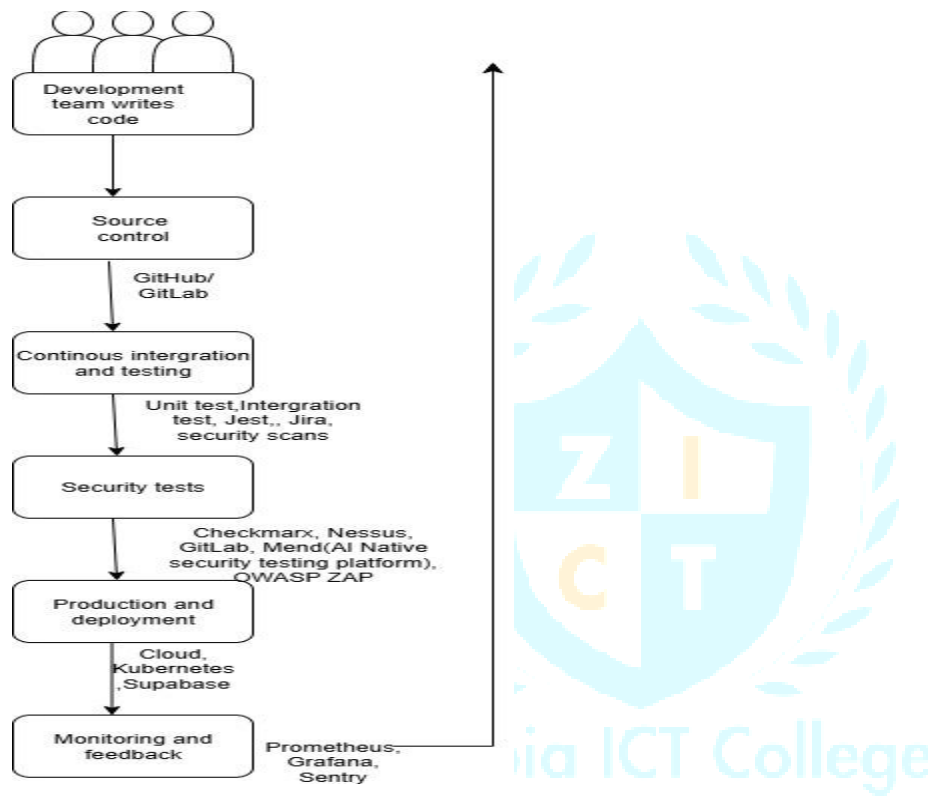 Development
team writes
code
Source
control
GitHub/
GitLab
Continous intergration
and testing
Unit test,Intergration
test, Jest,, Jira,
security scans
Security tests
Checkmarx, Nessus,
GitLab, Mend(AI Native
security testing platform),
OWASP ZAP
Production and
deployment
Cloud,
Kubernetes
,Supabase
Monitoring and
feedback
Prometheus,
Grafana,
Sentry
Z I
C T
bia ICT College